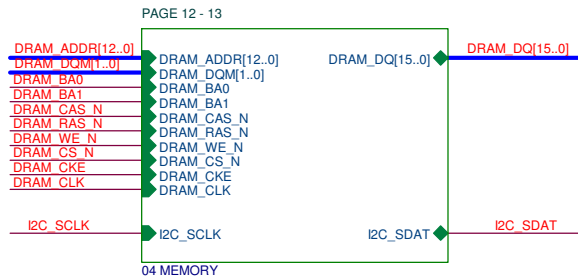 PAGE 12 - 13
DRAM_ADDR[12..0]
DRAM_DQM[1..0]
DRAM_BA0
DRAM_BA1
DRAM_CAS_N
DRAM_RAS_N
DRAM_WE_N
DRAM_CS_N
DRAM_CKE
DRAM_CLK
I2C_SCLK
DRAM_ADDR[12..0]
DRAM_DQM[1..0]
DRAM_BA0
DRAM_BA1
DRAM_CAS_N
DRAM_RAS_N
DRAM_WE_N
DRAM_CS_N
DRAM_CKE
DRAM_CLK
I2C_SCLK
DRAM_DQ[15..0]
I2C_SDAT
DRAM_DQ[15..0]
I2C_SDAT
04 MEMORY